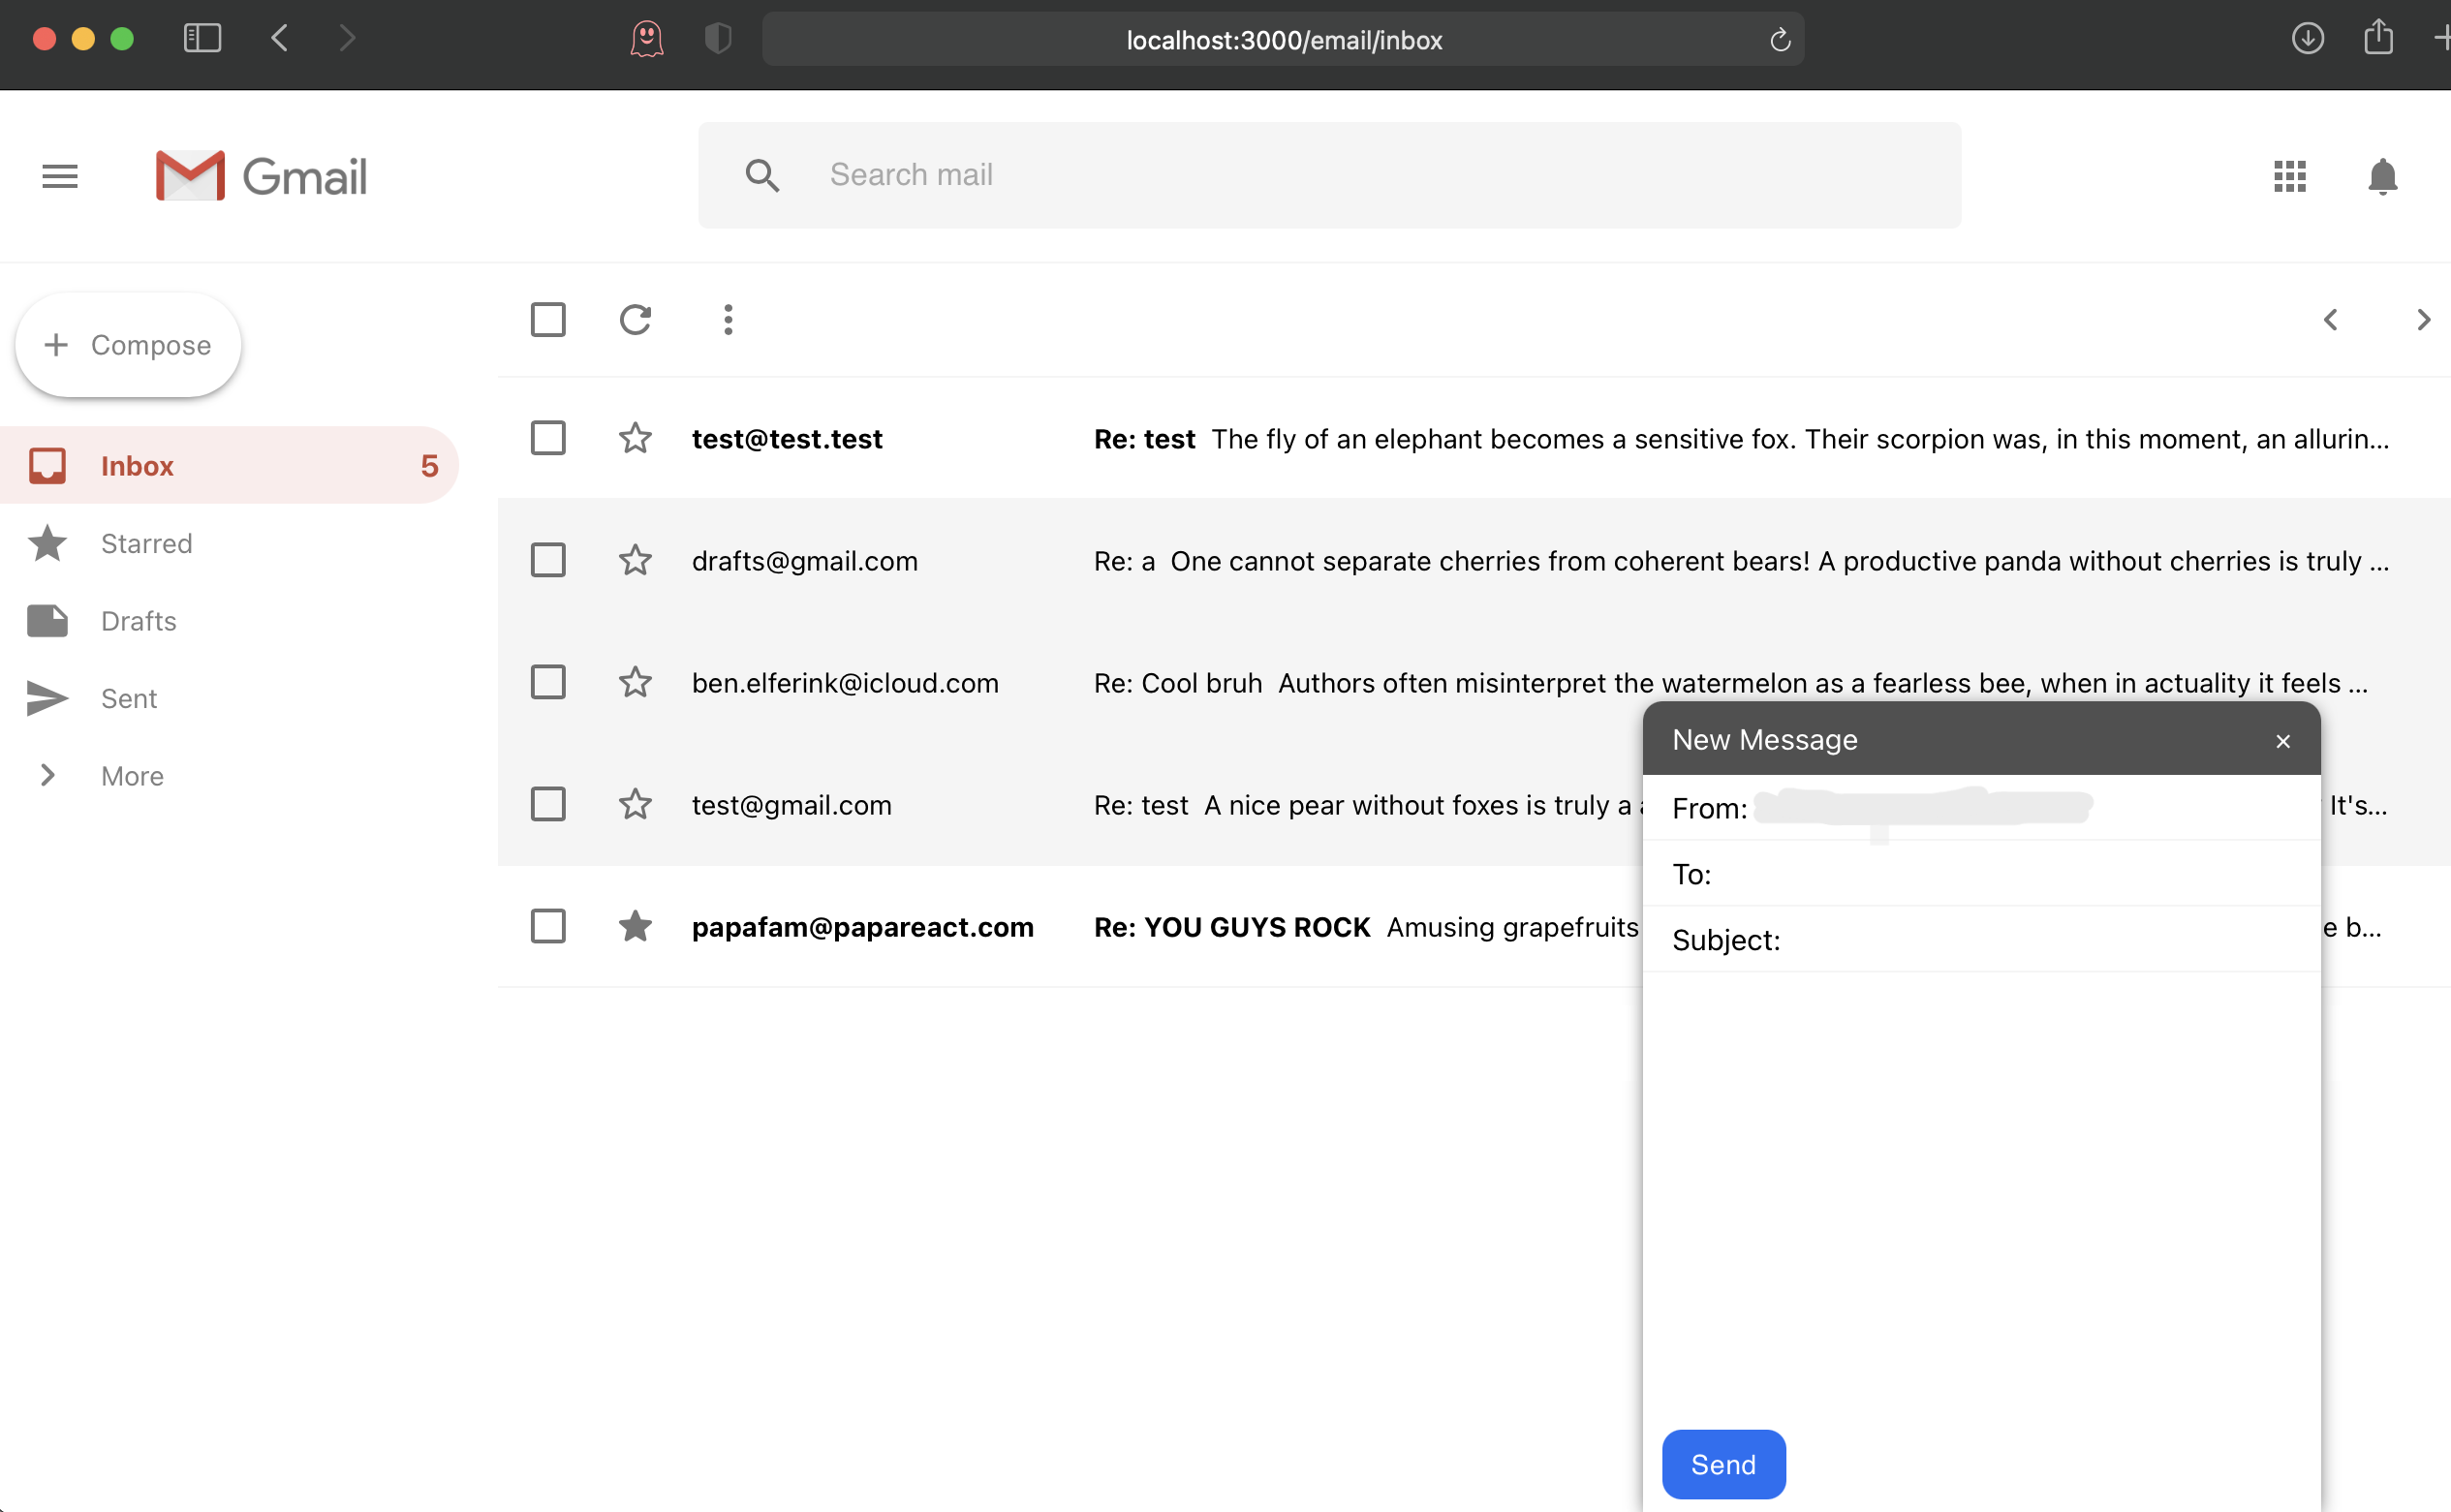 localhost:3000/email/inbox
Gmail
Search mail
Compose
Inbox 5
Starred
Drafts
Sent
More
test@test.test Re: test The fly of an elephant becomes a sensitive fox. Their scorpion was, in this moment, an allurin...
drafts@gmail.com Re: a One cannot separate cherries from coherent bears! A productive panda without cherries is truly ...
ben.elferink@icloud.com Re: Cool bruh Authors often misinterpret the watermelon as a fearless bee, when in actuality it feels ...
test@gmail.com Re: test A nice pear without foxes is truly a It's...
papafam@papareact.com Re: YOU GUYS ROCK Amusing grapefruits e b...
New Message ×
From:
To:
Subject:
Send